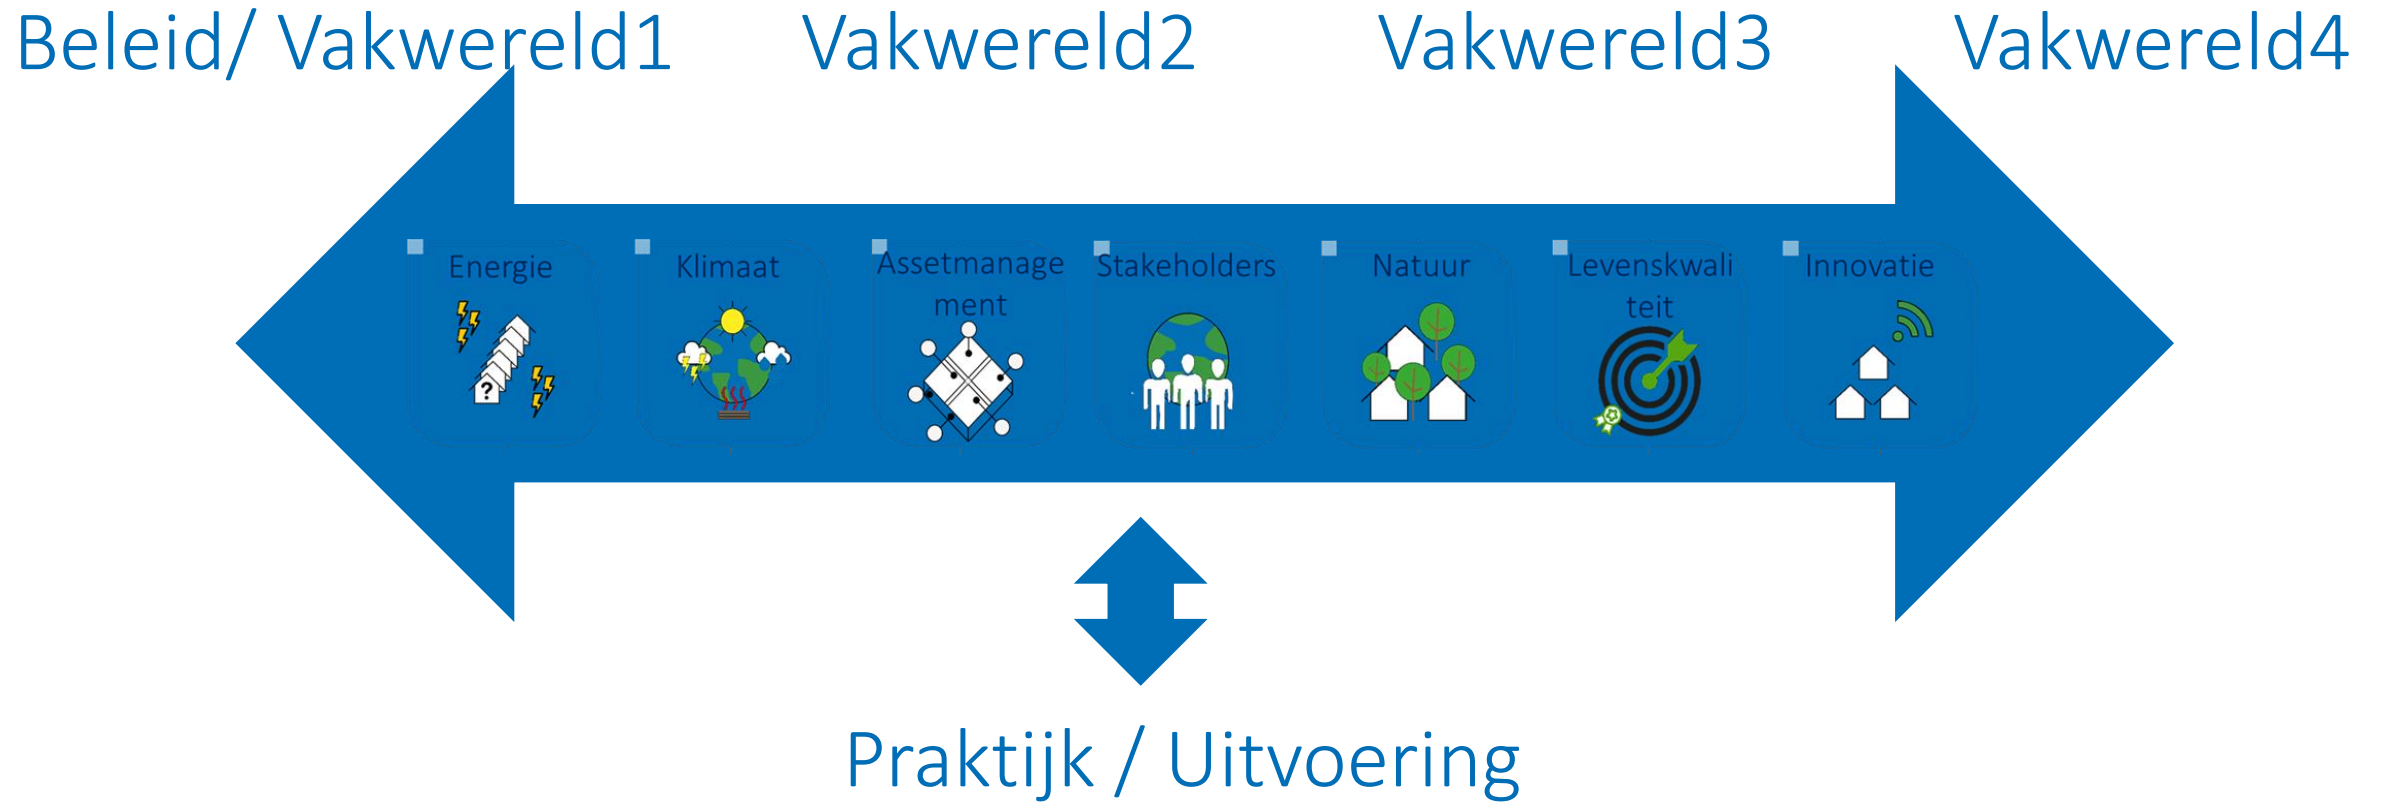 Beleid/ Vakwereld1 Vakwereld2 Vakwereld3 Vakwereld4
Energie
?
Klimaat
Assetmanage
ment
Stakeholders
Natuur
Levenskwali
teit
Innovatie
Praktijk / Uitvoering